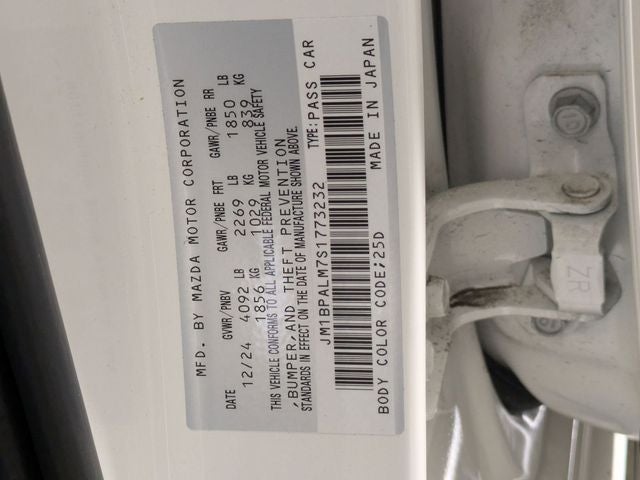 MFD. BY MAZDA MOTOR CORPORATION
DATE GVWR/PNBV GAWR/PNBE FRT GAWR/PNBE RR
12/24 4092 LB 2269 LB 1850 LB
1856 KG 1029 KG 839 KG
THIS VEHICLE CONFORMS TO ALL APPLICABLE FEDERAL MOTOR VEHICLE SAFETY
,BUMPER,AND THEFT PREVENTION
STANDARDS IN EFFECT ON THE DATE OF MANUFACTURE SHOWN ABOVE.
JM1BPALM7S1773232 TYPE:PASS CAR
BODY COLOR CODE;25D MADE IN JAPAN
ZR